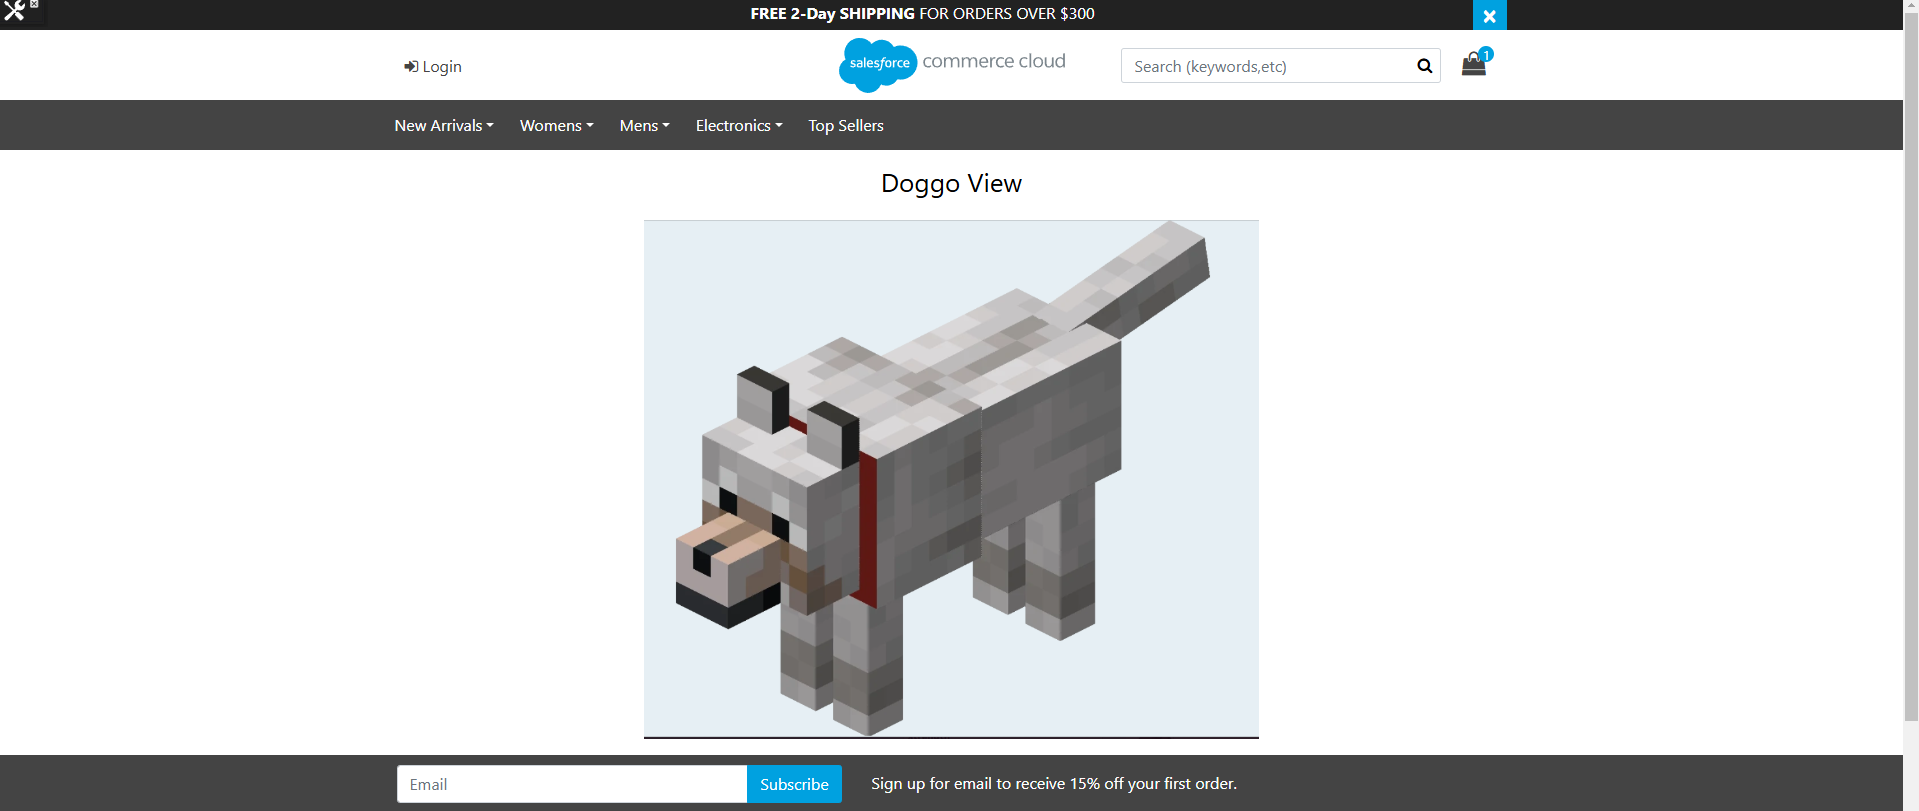 FREE 2-Day SHIPPING FOR ORDERS OVER $300
Login
salesforce commerce cloud
Search (keywords,etc)
1
New Arrivals Womens Mens Electronics Top Sellers
Doggo View
Email
Subscribe
Sign up for email to receive 15% off your first order.